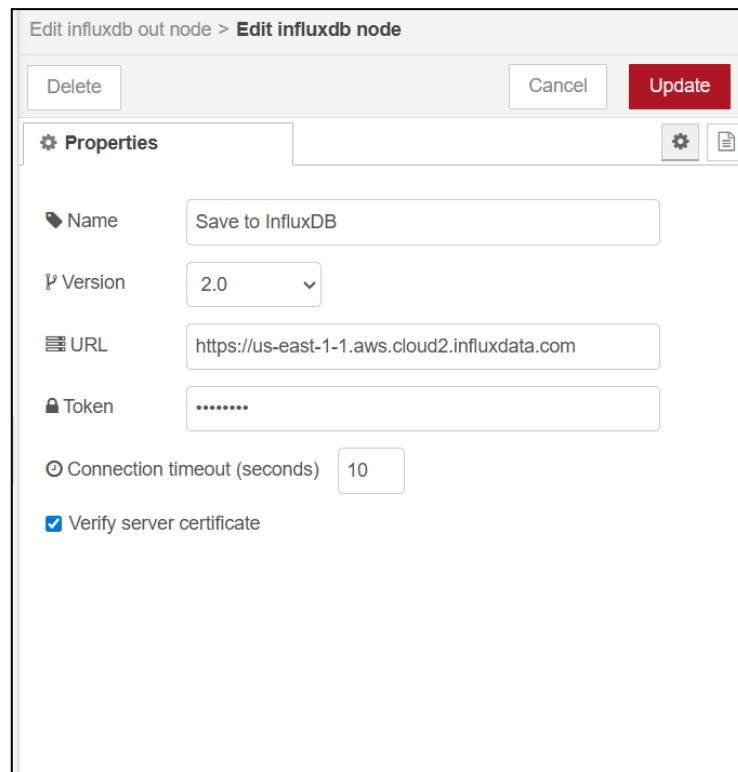 Edit influxdb out node > Edit influxdb node
Delete
Cancel
Update
Properties
Name
Save to InfluxDB
Version
2.0
URL
https://us-east-1-1.aws.cloud2.influxdata.com
Token
••••••••
Connection timeout (seconds)
10
Verify server certificate